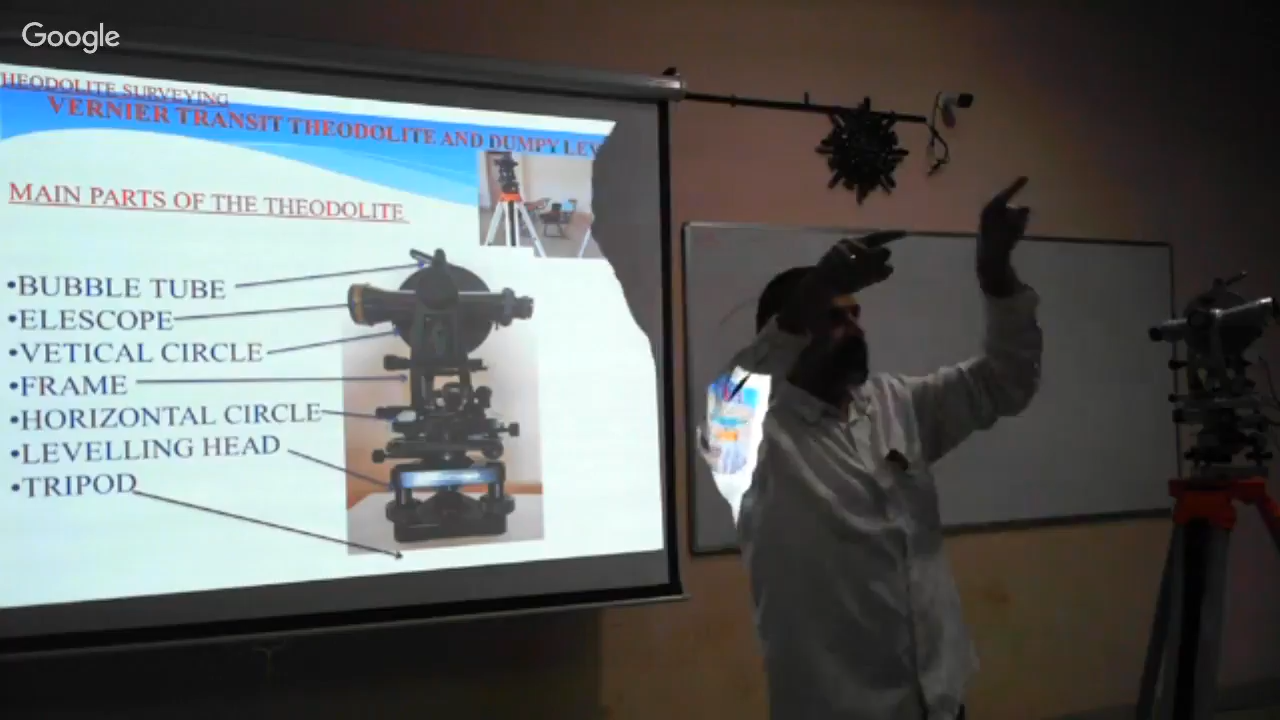 Google
HEODOLITE SURVEYING
VERNIER TRANSIT THEODOLITE AND DUMPY LEV
MAIN PARTS OF THE THEODOLITE
•BUBBLE TUBE
•ELESCOPE
•VETICAL CIRCLE
•FRAME
•HORIZONTAL CIRCLE
•LEVELLING HEAD
•TRIPOD